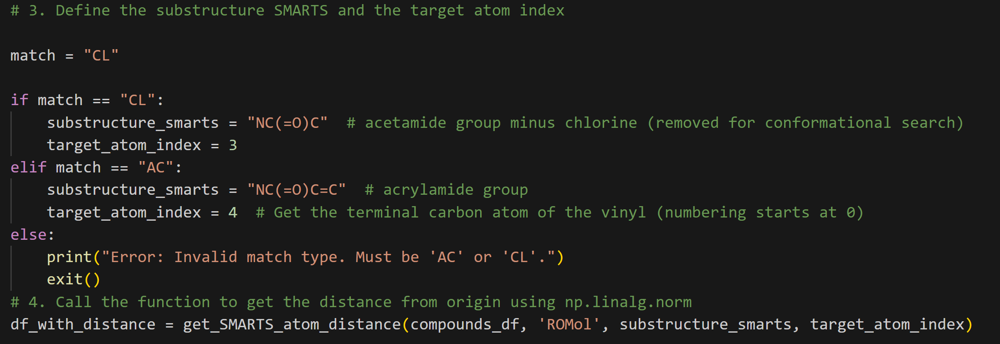 # 3. Define the substructure SMARTS and the target atom index
match = "CL"
if match == "CL":
    substructure_smarts = "NC(=O)C"  # acetamide group minus chlorine (removed for conformational search)
    target_atom_index = 3
elif match == "AC":
    substructure_smarts = "NC(=O)C=C"  # acrylamide group
    target_atom_index = 4  # Get the terminal carbon atom of the vinyl (numbering starts at 0)
else:
    print("Error: Invalid match type. Must be 'AC' or 'CL'.")
    exit()
# 4. Call the function to get the distance from origin using np.linalg.norm
df_with_distance = get_SMARTS_atom_distance(compounds_df, 'ROMol', substructure_smarts, target_atom_index)